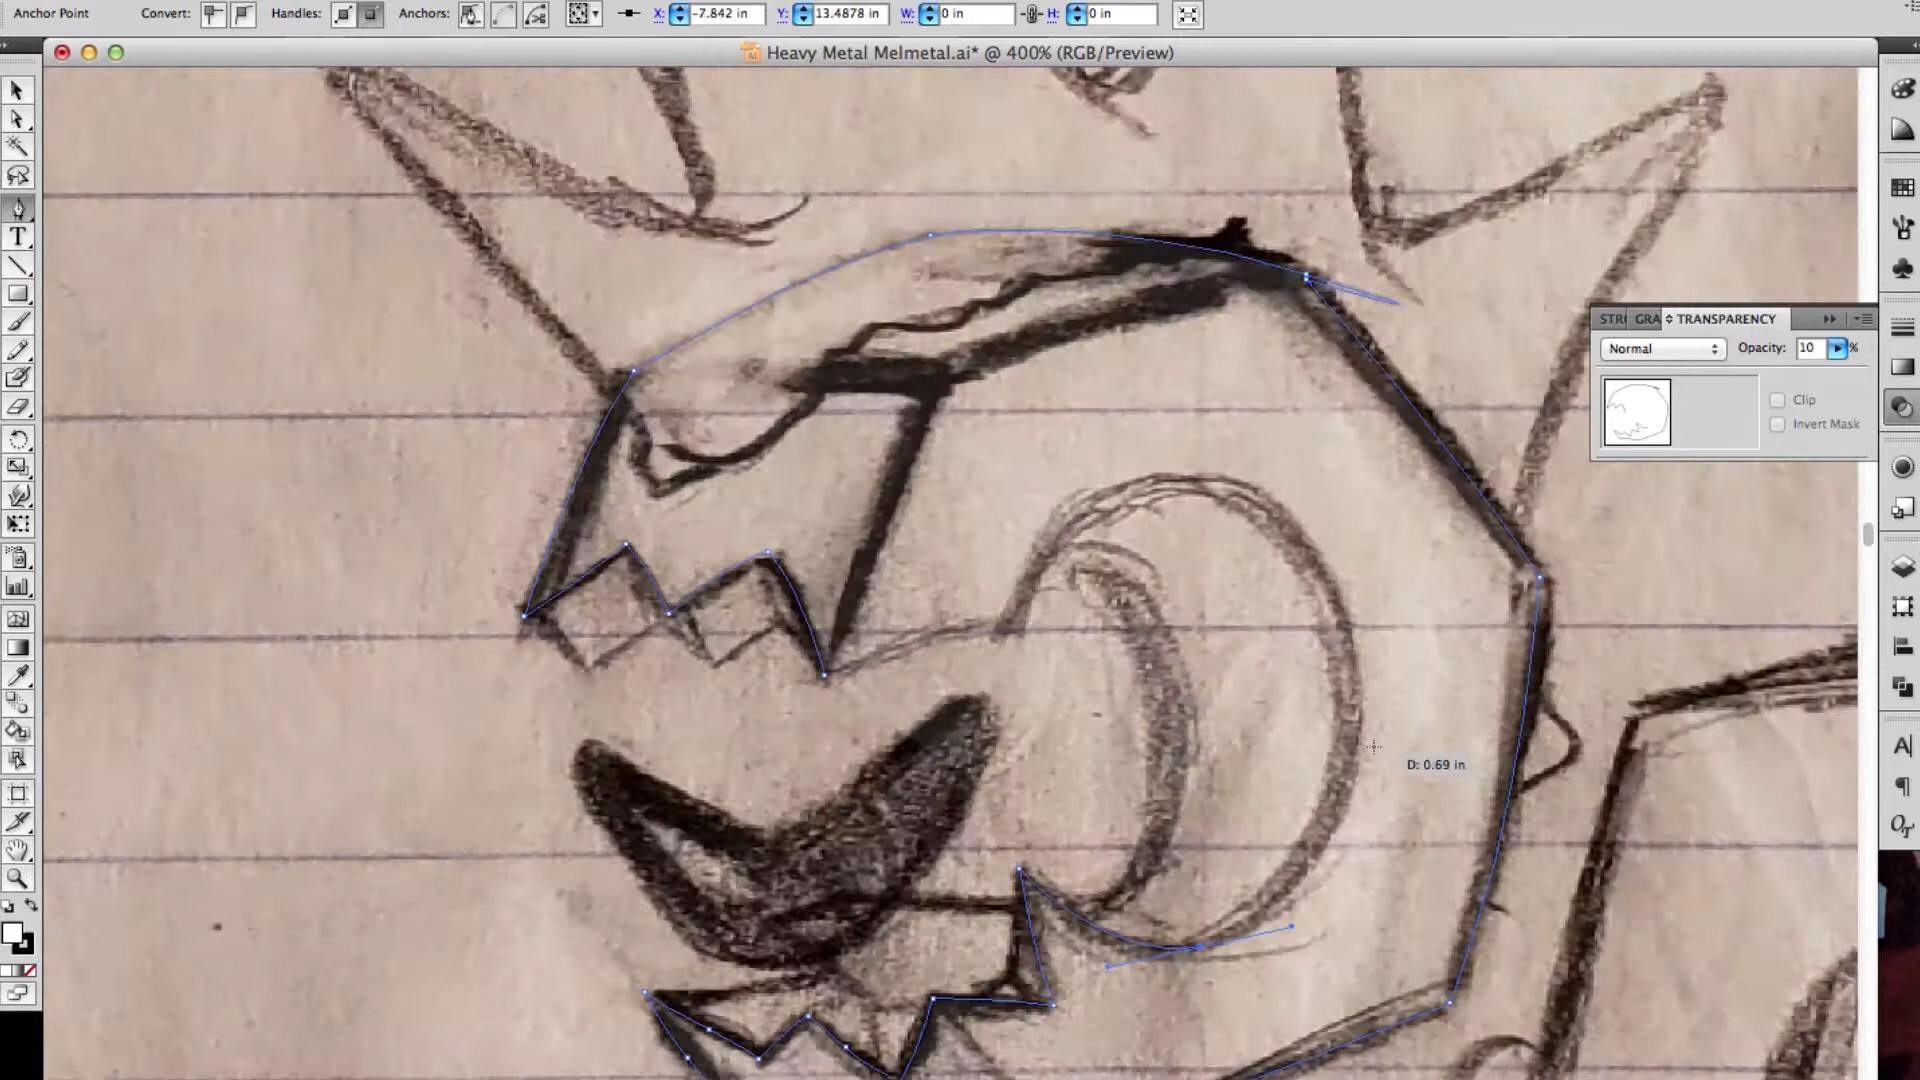 Anchor Point Convert: Handles: Anchors: X: -7.842 in Y: 13.4878 in W: 0 in H: 0 in
Heavy Metal Melmetal.ai* @ 400% (RGB/Preview)
STR GRA TRANSPARENCY
Normal Opacity: 10 %
Clip
Invert Mask
D: 0.69 in